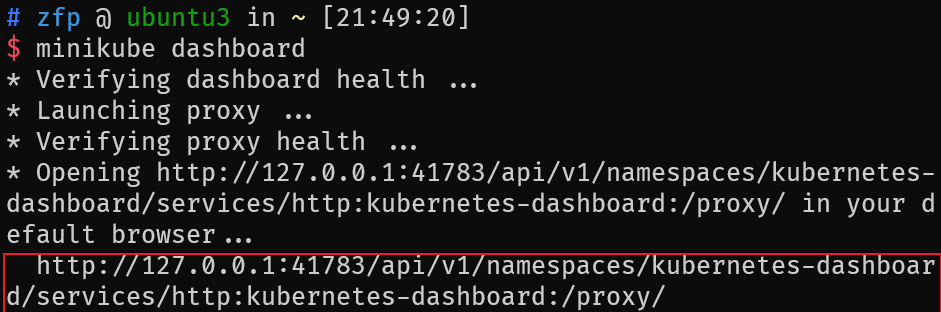 # zfp @ ubuntu3 in ~ [21:49:20]
$ minikube dashboard
* Verifying dashboard health ...
* Launching proxy ...
* Verifying proxy health ...
* Opening http://127.0.0.1:41783/api/v1/namespaces/kubernetes-
dashboard/services/http:kubernetes-dashboard:/proxy/ in your d
efault browser...
  http://127.0.0.1:41783/api/v1/namespaces/kubernetes-dashboar
d/services/http:kubernetes-dashboard:/proxy/